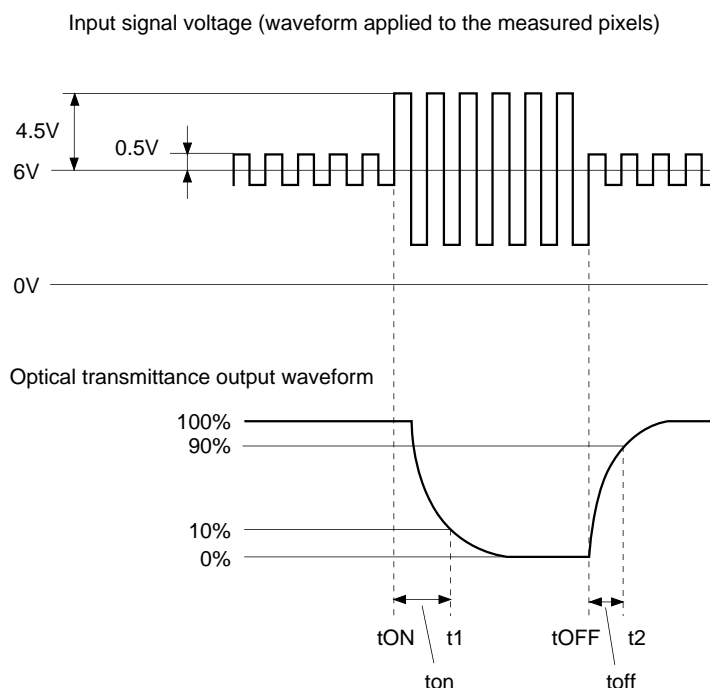 Input signal voltage (waveform applied to the measured pixels)
4.5V
0.5V
6V
0V
Optical transmittance output waveform
100%
90%
10%
0%
tON t1 tOFF t2
ton toff